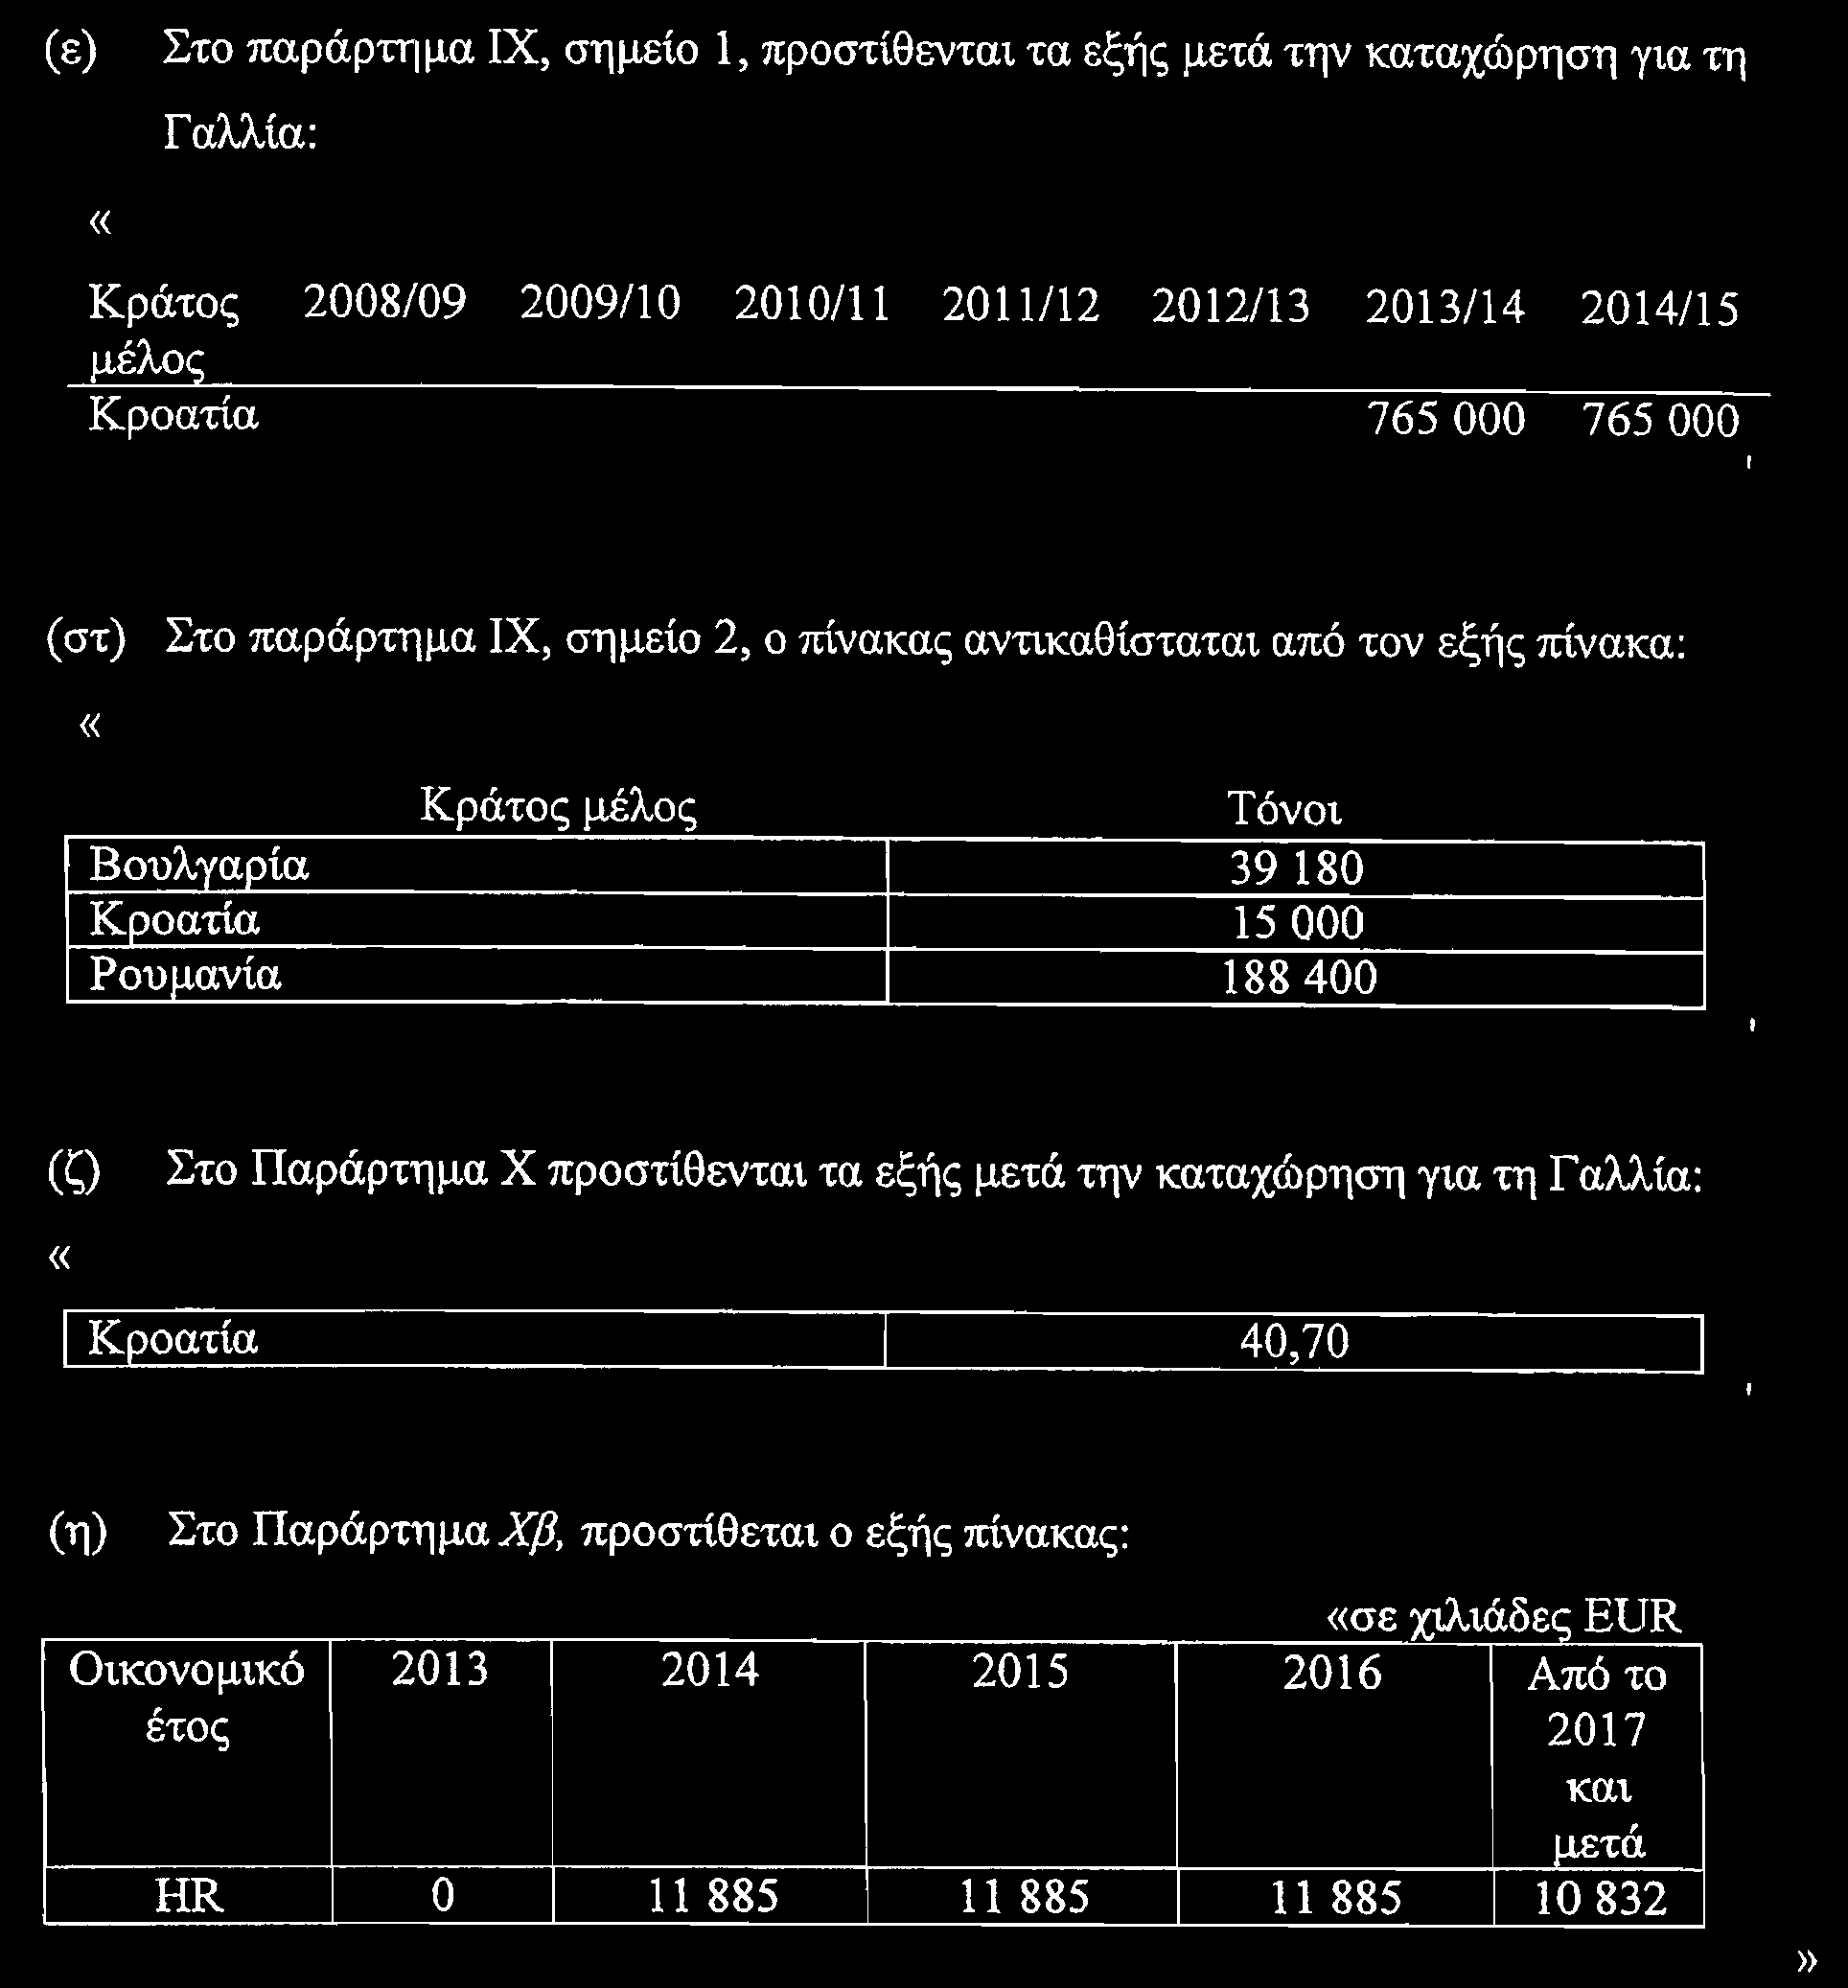 (ε) Στο παράρτημα IX, σημείο 1, προστίθενται τα εξής μετά την καταχώρηση για τη
Γαλλία:
«
Κράτος 2008/09 2009/10 2010/11 2011/12 2012/13 2013/14 2014/15
μέλος
Κροατία 765 000 765 000
,
(στ) Στο παράρτημα IX, σημείο 2, ο πίνακας αντικαθίσταται από τον εξής πίνακα:
«
Κράτος μέλος Τόνοι
Βουλγαρία 39 180
Κροατία 15 000
Ρουμανία 188 400
,
(ζ) Στο Παράρτημα X προστίθενται τα εξής μετά την καταχώρηση για τη Γαλλία:
«
Κροατία 40,70
,
(η) Στο Παράρτημα Χβ, προστίθεται ο εξής πίνακας:
«σε χιλιάδες EUR
Οικονομικό 2013 2014 2015 2016 Από το
έτος 2017
και
μετά
HR 0 11 885 11 885 11 885 10 832
»